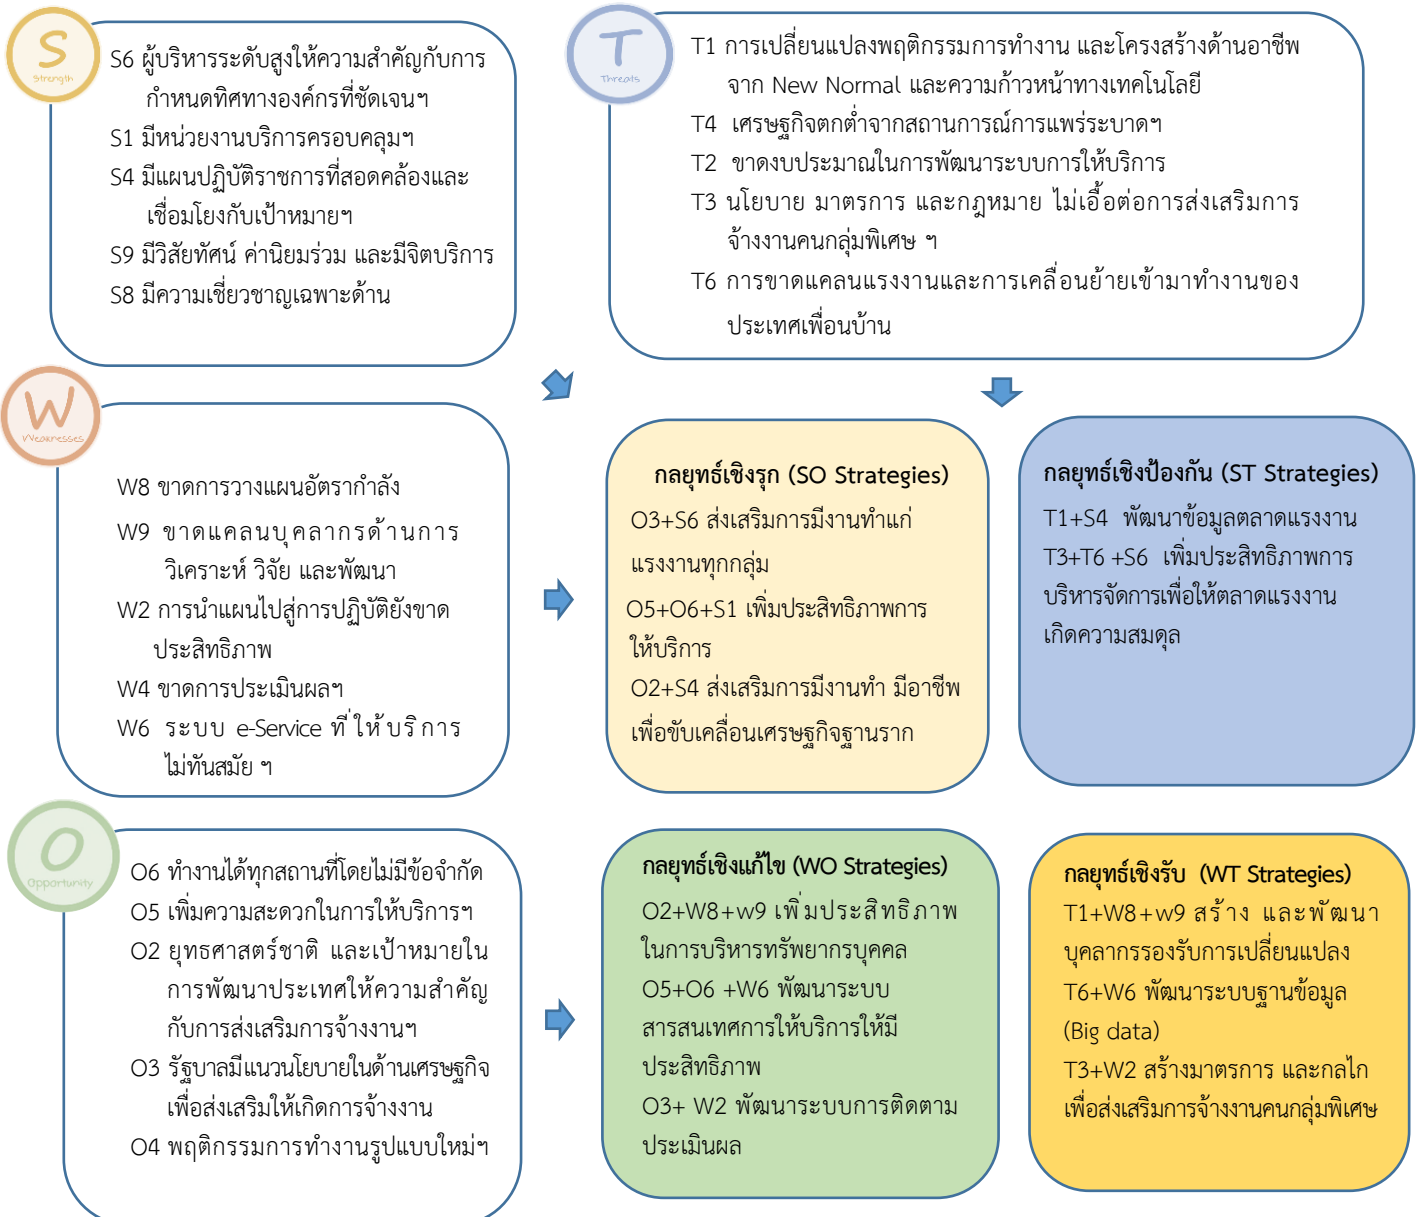 S
Strength
S6 ผู้บริหารระดับสูงให้ความสำคัญกับการ
กำหนดทิศทางองค์กรที่ชัดเจนฯ
S1 มีหน่วยงานบริการครอบคลุมฯ
S4 มีแผนปฏิบัติราชการที่สอดคล้องและ
เชื่อมโยงกับเป้าหมายฯ
S9 มีวิสัยทัศน์ ค่านิยมร่วม และมีจิตบริการ
S8 มีความเชี่ยวชาญเฉพาะด้าน
T
Threats
T1 การเปลี่ยนแปลงพฤติกรรมการทำงาน และโครงสร้างด้านอาชีพ
จาก New Normal และความก้าวหน้าทางเทคโนโลยี
T4 เศรษฐกิจตกต่ำจากสถานการณ์การแพร่ระบาดฯ
T2 ขาดงบประมาณในการพัฒนาระบบการให้บริการ
T3 นโยบาย มาตรการ และกฎหมาย ไม่เอื้อต่อการส่งเสริมการ
จ้างงานคนกลุ่มพิเศษ ฯ
T6 การขาดแคลนแรงงานและการเคลื่อนย้ายเข้ามาทำงานของ
ประเทศเพื่อนบ้าน
W
Weaknesses
W8 ขาดการวางแผนอัตรากำลัง
W9 ขาดแคลนบุคลากรด้านการ
วิเคราะห์ วิจัย และพัฒนา
W2 การนำแผนไปสู่การปฏิบัติยังขาด
ประสิทธิภาพ
W4 ขาดการประเมินผลฯ
W6 ระบบ e-Service ที่ให้บริการ
ไม่ทันสมัย ฯ
กลยุทธ์เชิงรุก (SO Strategies)
O3+S6 ส่งเสริมการมีงานทำแก่
แรงงานทุกกลุ่ม
O5+O6+S1 เพิ่มประสิทธิภาพการ
ให้บริการ
O2+S4 ส่งเสริมการมีงานทำ มีอาชีพ
เพื่อขับเคลื่อนเศรษฐกิจฐานราก
กลยุทธ์เชิงป้องกัน (ST Strategies)
T1+S4 พัฒนาข้อมูลตลาดแรงงาน
T3+T6 +S6 เพิ่มประสิทธิภาพการ
บริหารจัดการเพื่อให้ตลาดแรงงาน
เกิดความสมดุล
O
Opportunity
O6 ทำงานได้ทุกสถานที่โดยไม่มีข้อจำกัด
O5 เพิ่มความสะดวกในการให้บริการฯ
O2 ยุทธศาสตร์ชาติ และเป้าหมายใน
การพัฒนาประเทศให้ความสำคัญ
กับการส่งเสริมการจ้างงานฯ
O3 รัฐบาลมีแนวนโยบายในด้านเศรษฐกิจ
เพื่อส่งเสริมให้เกิดการจ้างงาน
O4 พฤติกรรมการทำงานรูปแบบใหม่ฯ
กลยุทธ์เชิงแก้ไข (WO Strategies)
O2+W8+w9 เพิ่มประสิทธิภาพ
ในการบริหารทรัพยากรบุคคล
O5+O6 +W6 พัฒนาระบบ
สารสนเทศการให้บริการให้มี
ประสิทธิภาพ
O3+ W2 พัฒนาระบบการติดตาม
ประเมินผล
กลยุทธ์เชิงรับ (WT Strategies)
T1+W8+w9 สร้าง และพัฒนา
บุคลากรรองรับการเปลี่ยนแปลง
T6+W6 พัฒนาระบบฐานข้อมูล
(Big data)
T3+W2 สร้างมาตรการ และกลไก
เพื่อส่งเสริมการจ้างงานคนกลุ่มพิเศษ